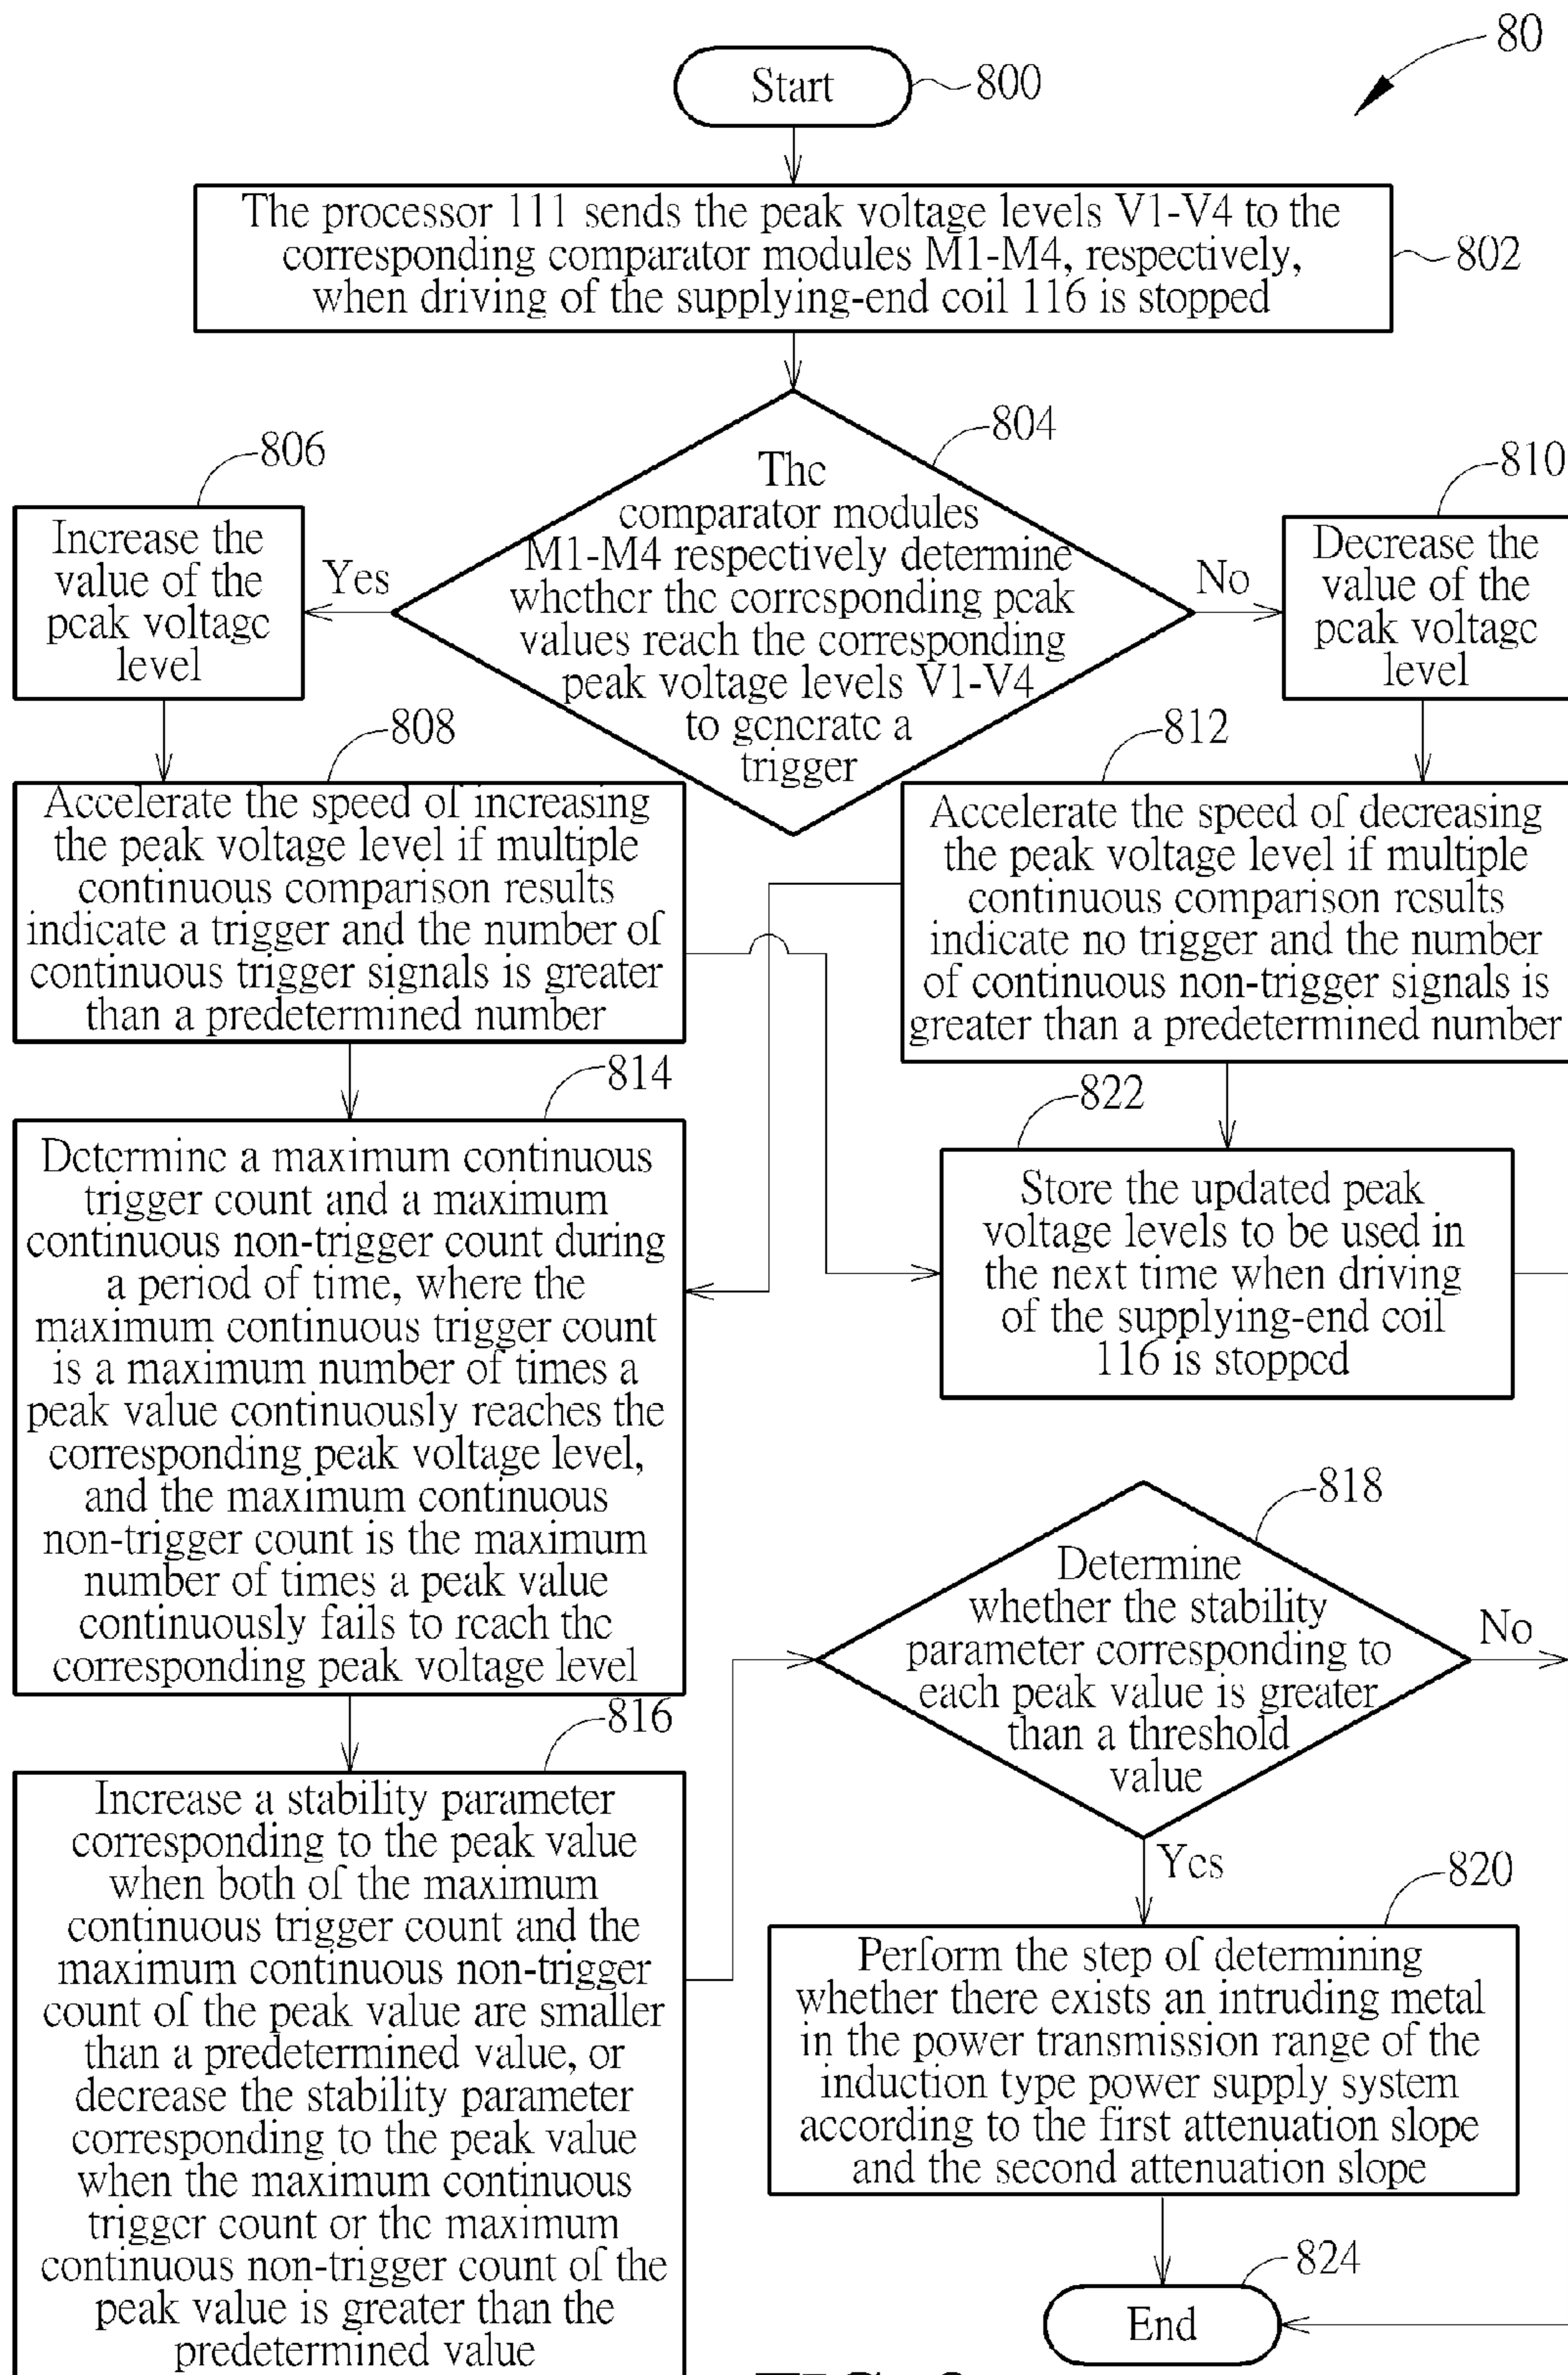 80
Start
800
The processor 111 sends the peak voltage levels V1-V4 to the
corresponding comparator modules M1-M4, respectively,
when driving of the supplying-end coil 116 is stopped
802
804
The
comparator modules
M1-M4 respectively determine
whether the corresponding peak
values reach the corresponding
peak voltage levels V1-V4
to generate a
trigger
Yes
No
806
Increase the
value of the
peak voltage
level
810
Decrease the
value of the
peak voltage
level
808
Accelerate the speed of increasing
the peak voltage level if multiple
continuous comparison results
indicate a trigger and the number of
continuous trigger signals is greater
than a predetermined number
812
Accelerate the speed of decreasing
the peak voltage level if multiple
continuous comparison results
indicate no trigger and the number
of continuous non-trigger signals is
greater than a predetermined number
814
Determine a maximum continuous
trigger count and a maximum
continuous non-trigger count during
a period of time, where the
maximum continuous trigger count
is a maximum number of times a
peak value continuously reaches the
corresponding peak voltage level,
and the maximum continuous
non-trigger count is the maximum
number of times a peak value
continuously fails to reach the
corresponding peak voltage level
822
Store the updated peak
voltage levels to be used in
the next time when driving
of the supplying-end coil
116 is stopped
816
Increase a stability parameter
corresponding to the peak value
when both of the maximum
continuous trigger count and the
maximum continuous non-trigger
count of the peak value are smaller
than a predetermined value, or
decrease the stability parameter
corresponding to the peak value
when the maximum continuous
trigger count or the maximum
continuous non-trigger count of the
peak value is greater than the
predetermined value
818
Determine
whether the stability
parameter corresponding to
each peak value is greater
than a threshold
value
No
Yes
820
Perform the step of determining
whether there exists an intruding metal
in the power transmission range of the
induction type power supply system
according to the first attenuation slope
and the second attenuation slope
824
End